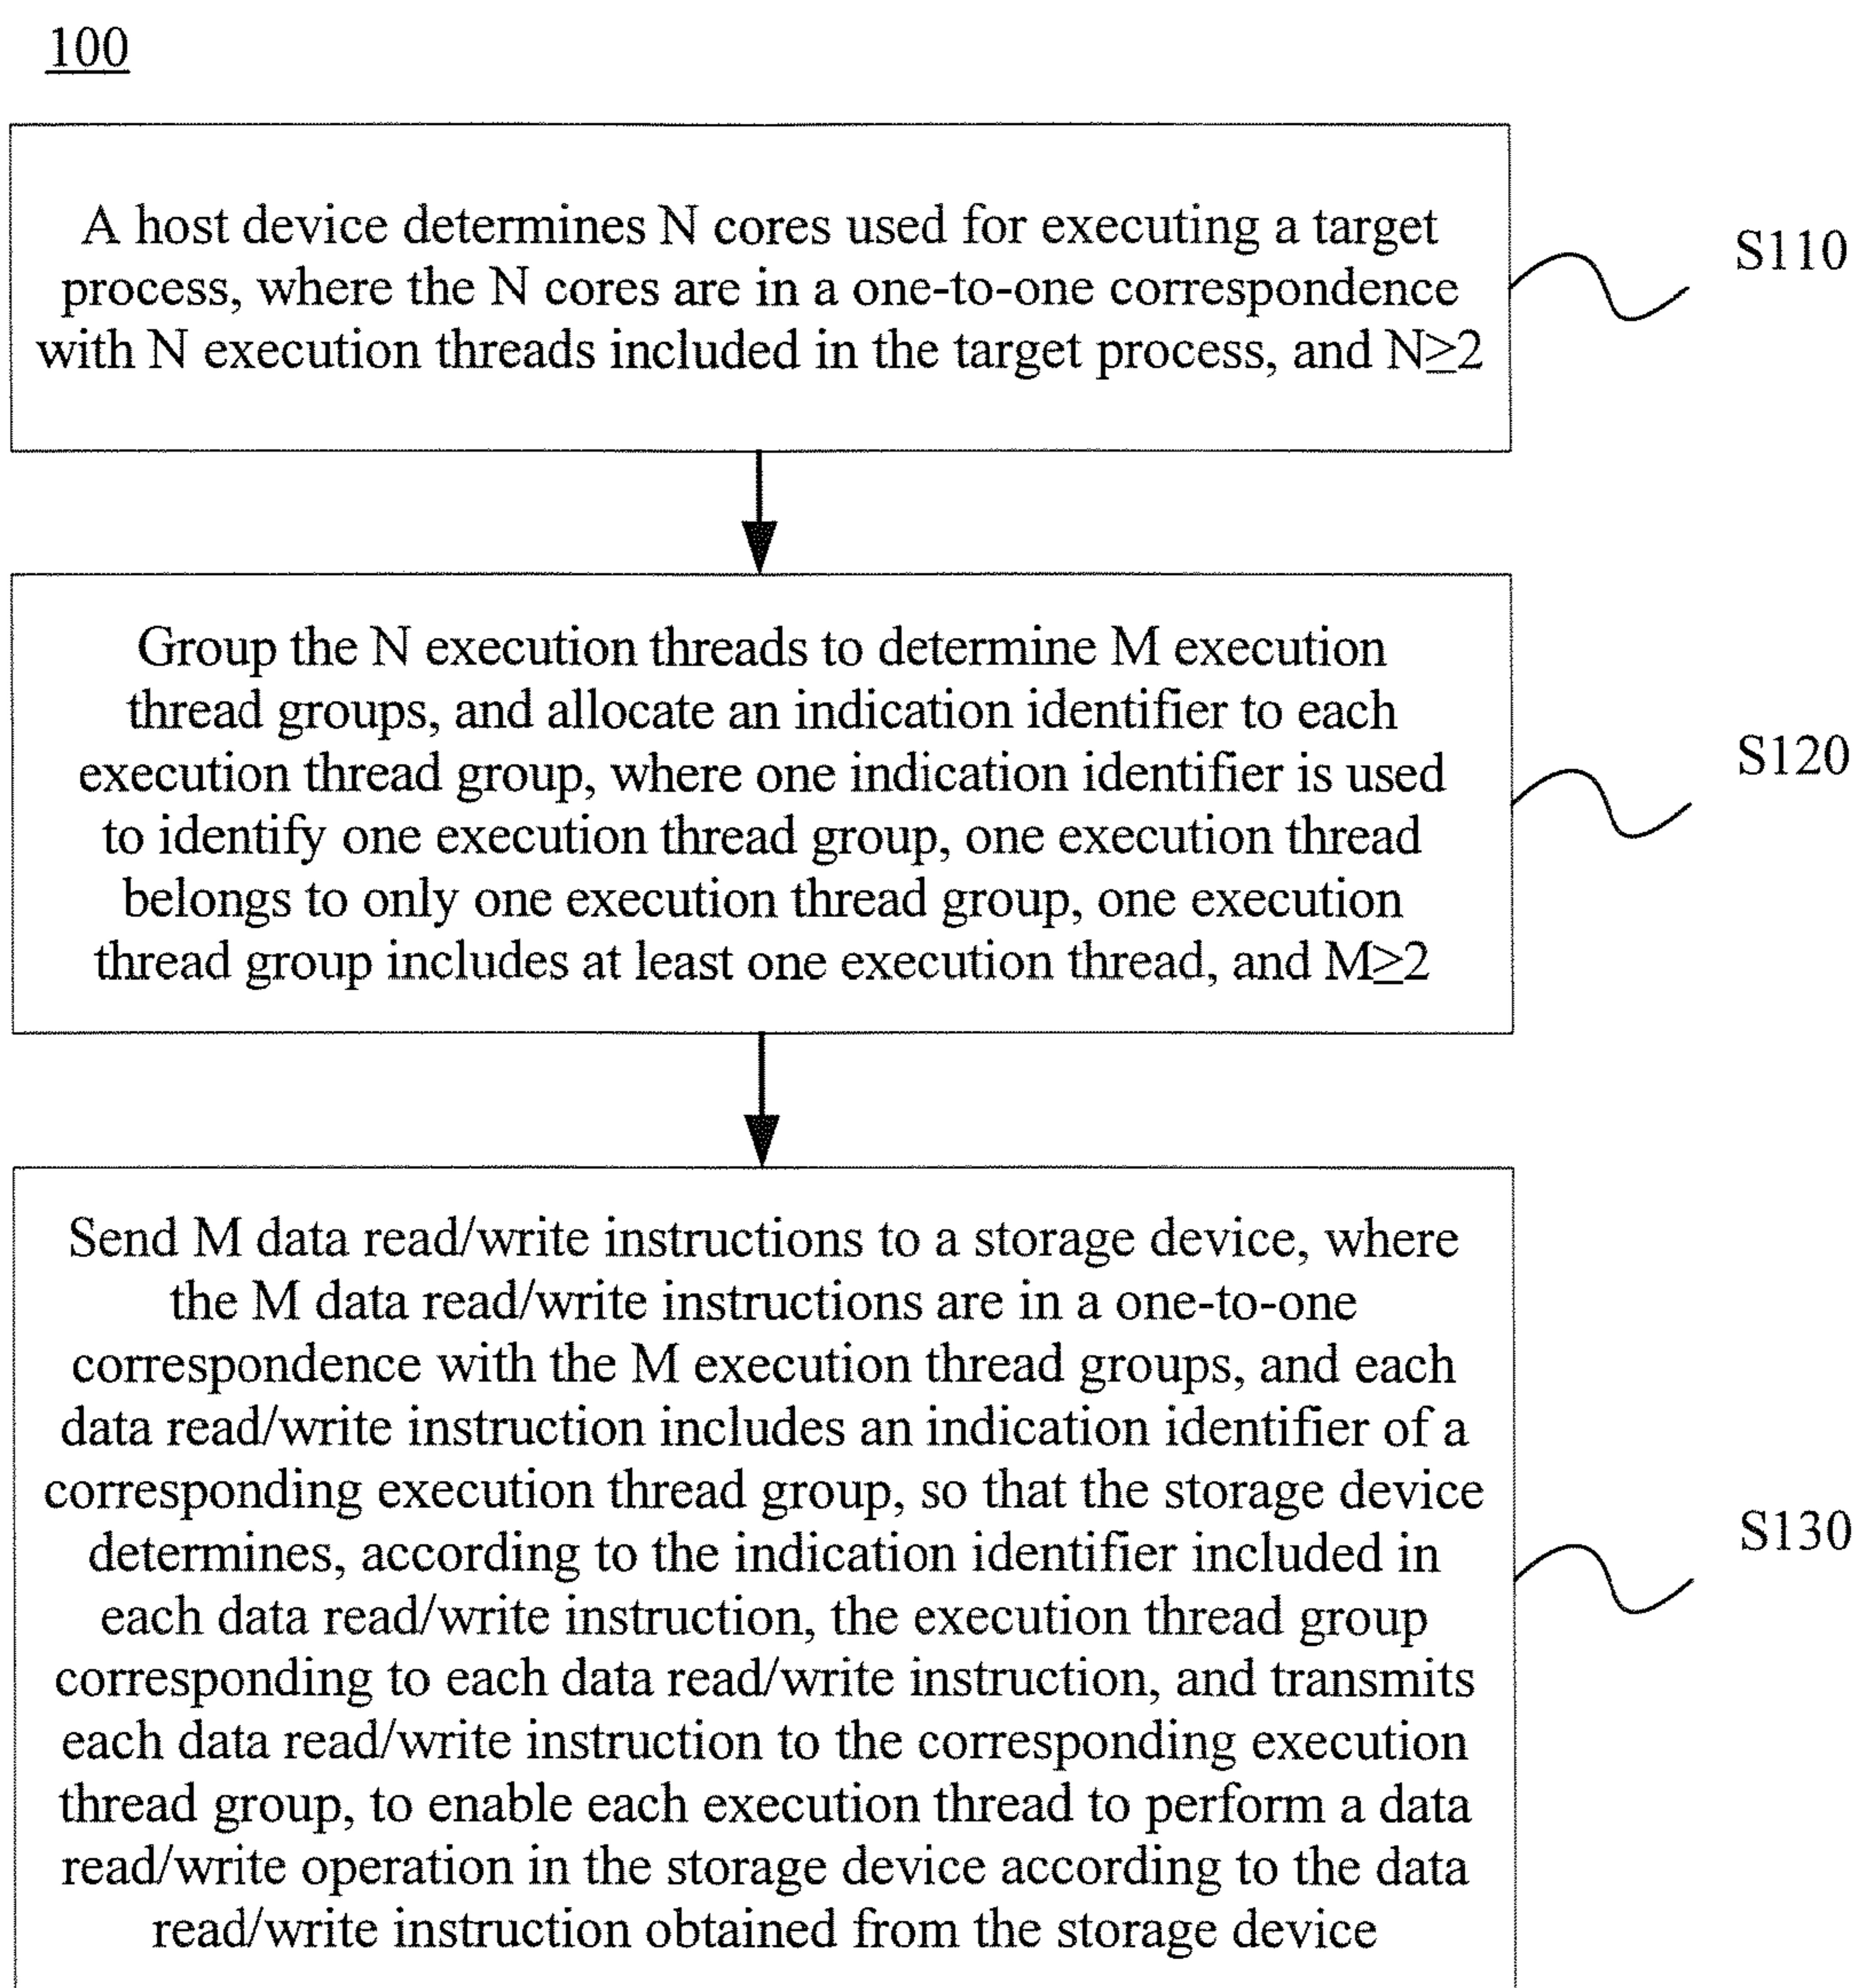 100
A host device determines N cores used for executing a target
process, where the N cores are in a one-to-one correspondence
with N execution threads included in the target process, and N≥2
S110
Group the N execution threads to determine M execution
thread groups, and allocate an indication identifier to each
execution thread group, where one indication identifier is used
to identify one execution thread group, one execution thread
belongs to only one execution thread group, one execution
thread group includes at least one execution thread, and M≥2
S120
Send M data read/write instructions to a storage device, where
the M data read/write instructions are in a one-to-one
correspondence with the M execution thread groups, and each
data read/write instruction includes an indication identifier of a
corresponding execution thread group, so that the storage device
determines, according to the indication identifier included in
each data read/write instruction, the execution thread group
corresponding to each data read/write instruction, and transmits
each data read/write instruction to the corresponding execution
thread group, to enable each execution thread to perform a data
read/write operation in the storage device according to the data
read/write instruction obtained from the storage device
S130